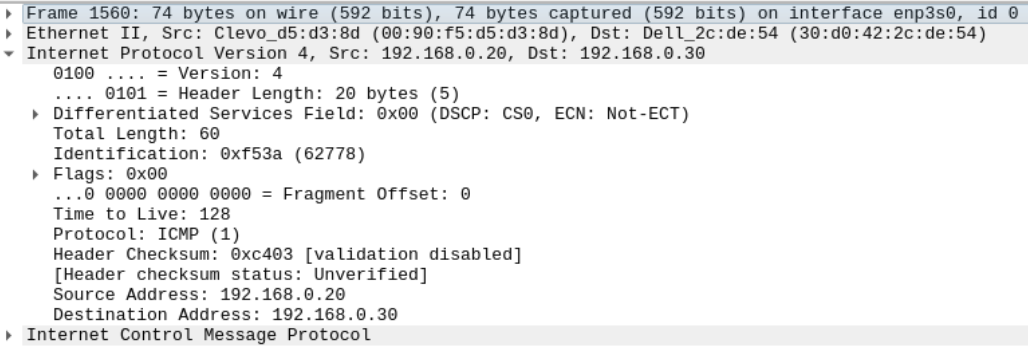 Frame 1560: 74 bytes on wire (592 bits), 74 bytes captured (592 bits) on interface enp3s0, id 0
Ethernet II, Src: Clevo_d5:d3:8d (00:90:f5:d5:d3:8d), Dst: Dell_2c:de:54 (30:d0:42:2c:de:54)
Internet Protocol Version 4, Src: 192.168.0.20, Dst: 192.168.0.30
0100 .... = Version: 4
.... 0101 = Header Length: 20 bytes (5)
Differentiated Services Field: 0x00 (DSCP: CS0, ECN: Not-ECT)
Total Length: 60
Identification: 0xf53a (62778)
Flags: 0x00
...0 0000 0000 0000 = Fragment Offset: 0
Time to Live: 128
Protocol: ICMP (1)
Header Checksum: 0xc403 [validation disabled]
[Header checksum status: Unverified]
Source Address: 192.168.0.20
Destination Address: 192.168.0.30
Internet Control Message Protocol